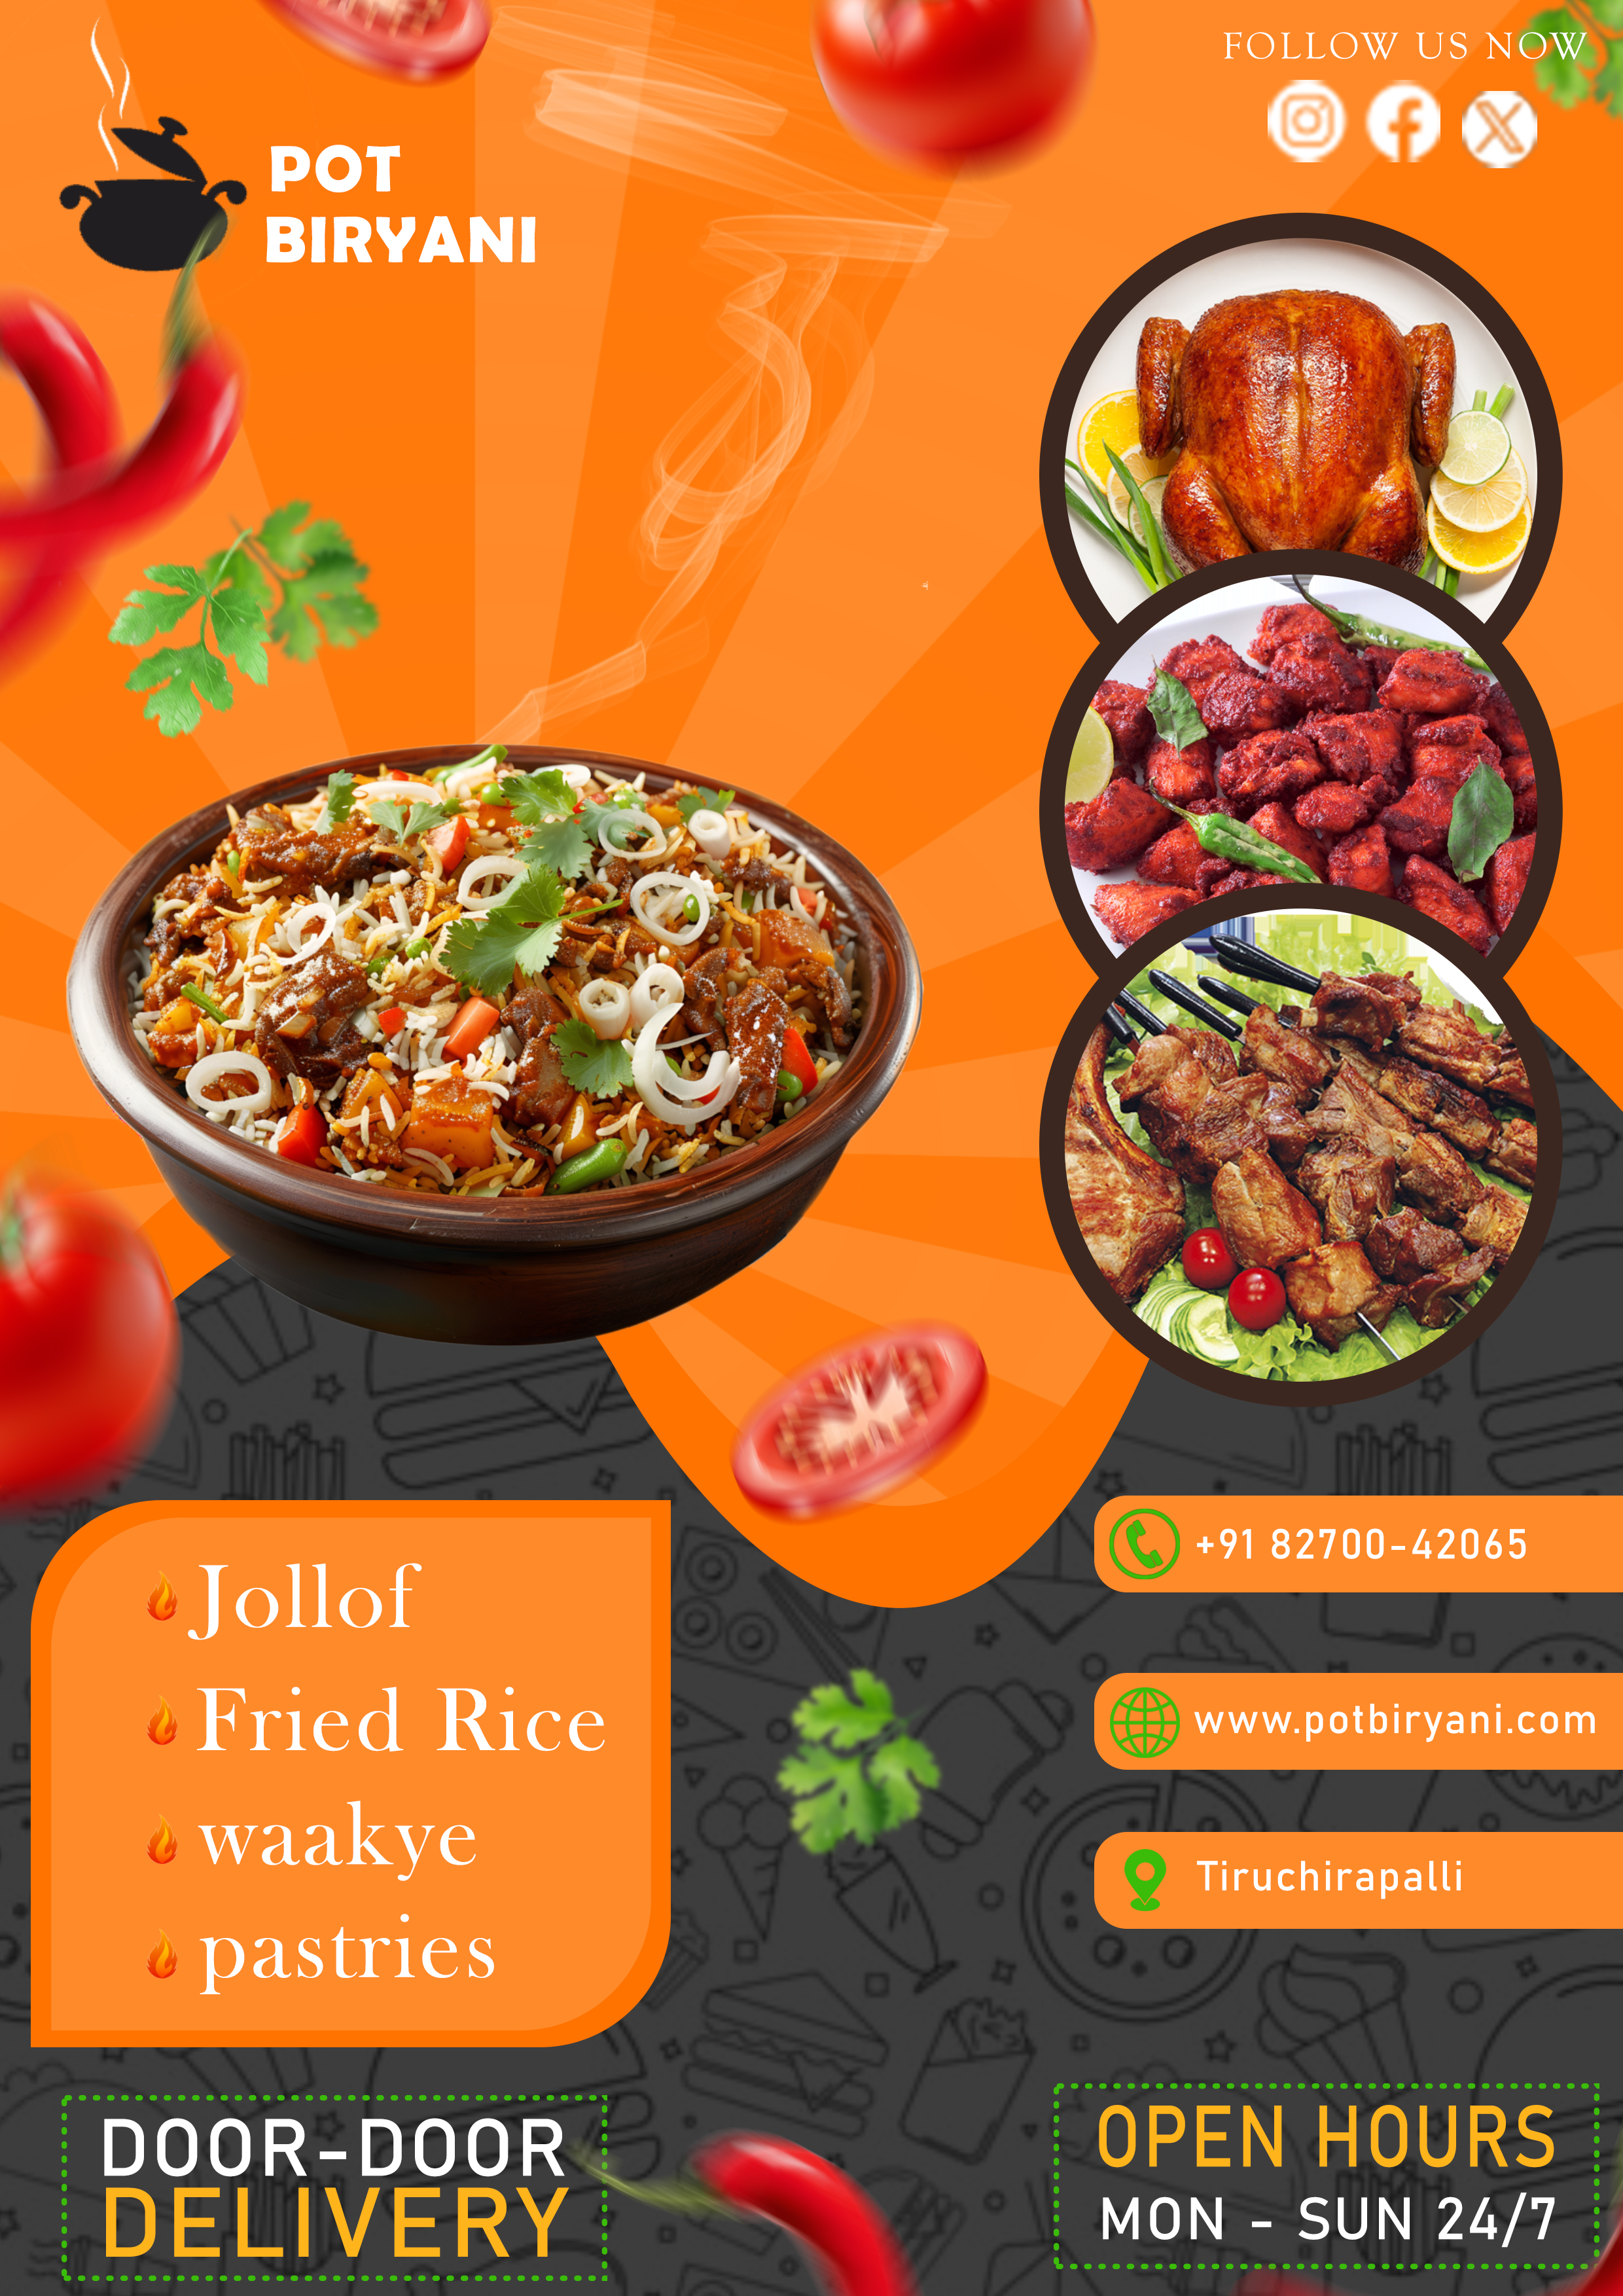 FOLLOW US NOW
POT
BIRYANI
Jollof
Fried Rice
waakye
pastries
+91 82700-42065
www.potbiryani.com
Tiruchirapalli
DOOR-DOOR
DELIVERY
OPEN HOURS
MON - SUN 24/7